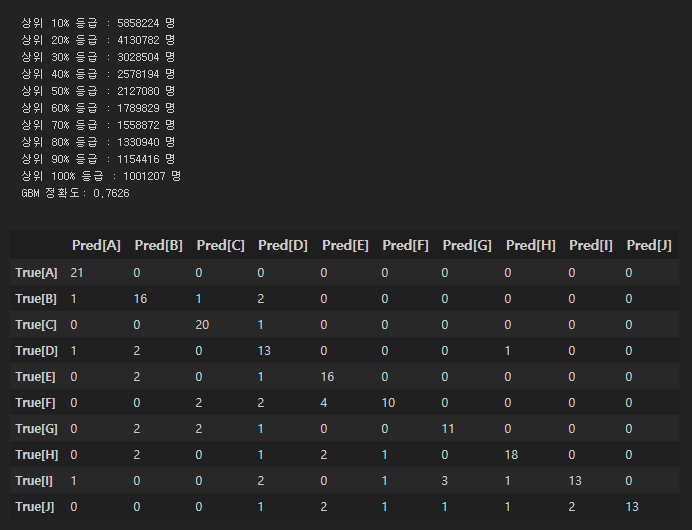 상위 10% 등급 : 5858224 명
상위 20% 등급 : 4130782 명
상위 30% 등급 : 3028504 명
상위 40% 등급 : 2578194 명
상위 50% 등급 : 2127080 명
상위 60% 등급 : 1789829 명
상위 70% 등급 : 1558872 명
상위 80% 등급 : 1330940 명
상위 90% 등급 : 1154416 명
상위 100% 등급 : 1001207 명
GBM 정확도: 0.7626
Pred[A] Pred[B] Pred[C] Pred[D] Pred[E] Pred[F] Pred[G] Pred[H] Pred[I] Pred[J]
True[A] 21 0 0 0 0 0 0 0 0 0
True[B] 1 16 1 2 0 0 0 0 0 0
True[C] 0 0 20 1 0 0 0 0 0 0
True[D] 1 2 0 13 0 0 0 1 0 0
True[E] 0 2 0 1 16 0 0 0 0 0
True[F] 0 0 2 2 4 10 0 0 0 0
True[G] 0 2 2 1 0 0 11 0 0 0
True[H] 0 2 0 1 2 1 0 18 0 0
True[I] 1 0 0 2 0 1 3 1 13 0
True[J] 0 0 0 1 2 1 1 1 2 13